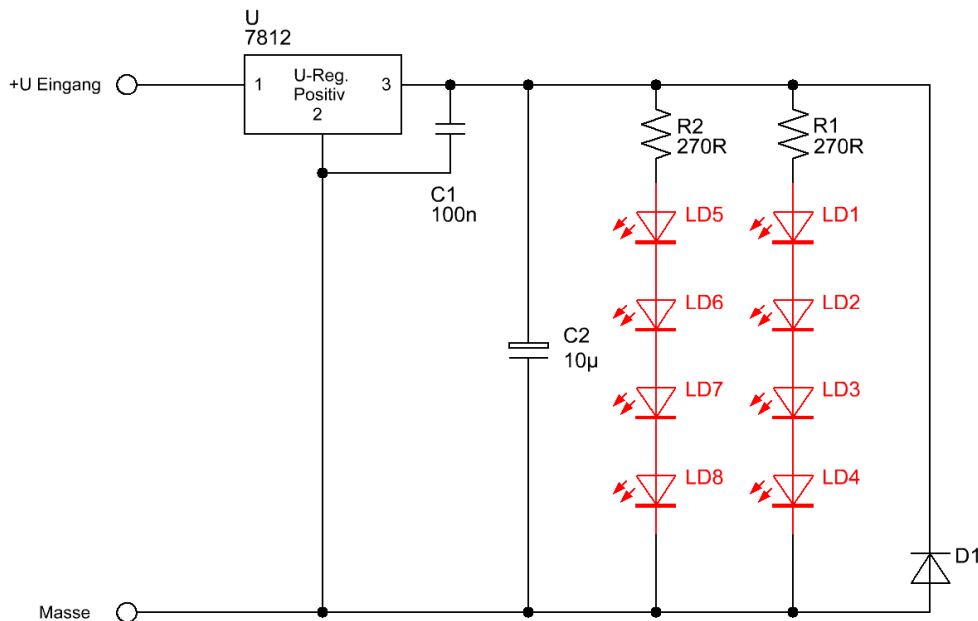 U
7812
+U Eingang
1
U-Reg.
Positiv
2
3
C1
100n
R2
270R
R1
270R
LD5
LD1
LD6
LD2
C2
10µ
LD7
LD3
LD8
LD4
D1
Masse